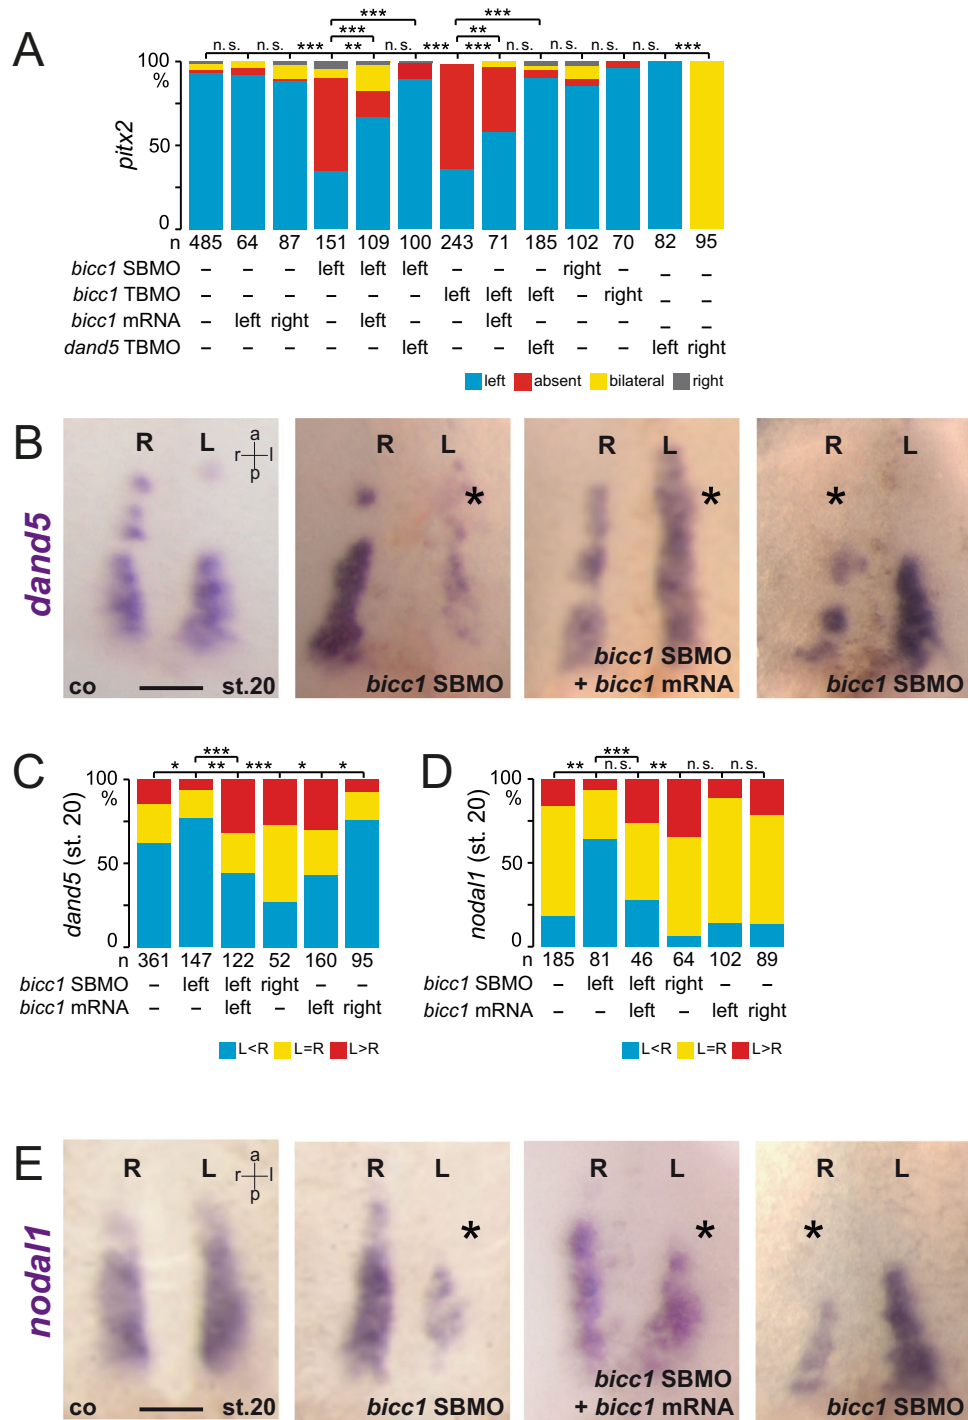 A
*** ***
*** **
n.s. n.s. *** ** n.s. *** *** n.s. n.s. n.s. n.s. ***
100
%
50
0
pitx2
n 485 64 87 151 109 100 243 71 185 102 70 82 95
bicc1 SBMO – – – left left left – – – right – – –
bicc1 TBMO – – – – – – left left left – right – –
bicc1 mRNA – left right – left – – left – – – – –
dand5 TBMO – – – – – left – – left – – left right
left absent bilateral right
B
dand5
R L
a
r l
p
co st.20
R L
*
bicc1 SBMO
R L
*
bicc1 SBMO
+ bicc1 mRNA
R L
*
bicc1 SBMO
C
***
* ** *** * *
100
%
50
0
dand5 (st. 20)
n 361 147 122 52 160 95
bicc1 SBMO – left left right – –
bicc1 mRNA – – left – left right
L<R L=R L>R
D
***
** n.s. ** n.s. n.s.
100
%
50
0
nodal1 (st. 20)
n 185 81 46 64 102 89
bicc1 SBMO – left left right – –
bicc1 mRNA – – left – left right
L<R L=R L>R
E
nodal1
R L
a
r l
p
co st.20
R L
*
bicc1 SBMO
R L
*
bicc1 SBMO
+ bicc1 mRNA
R L
*
bicc1 SBMO